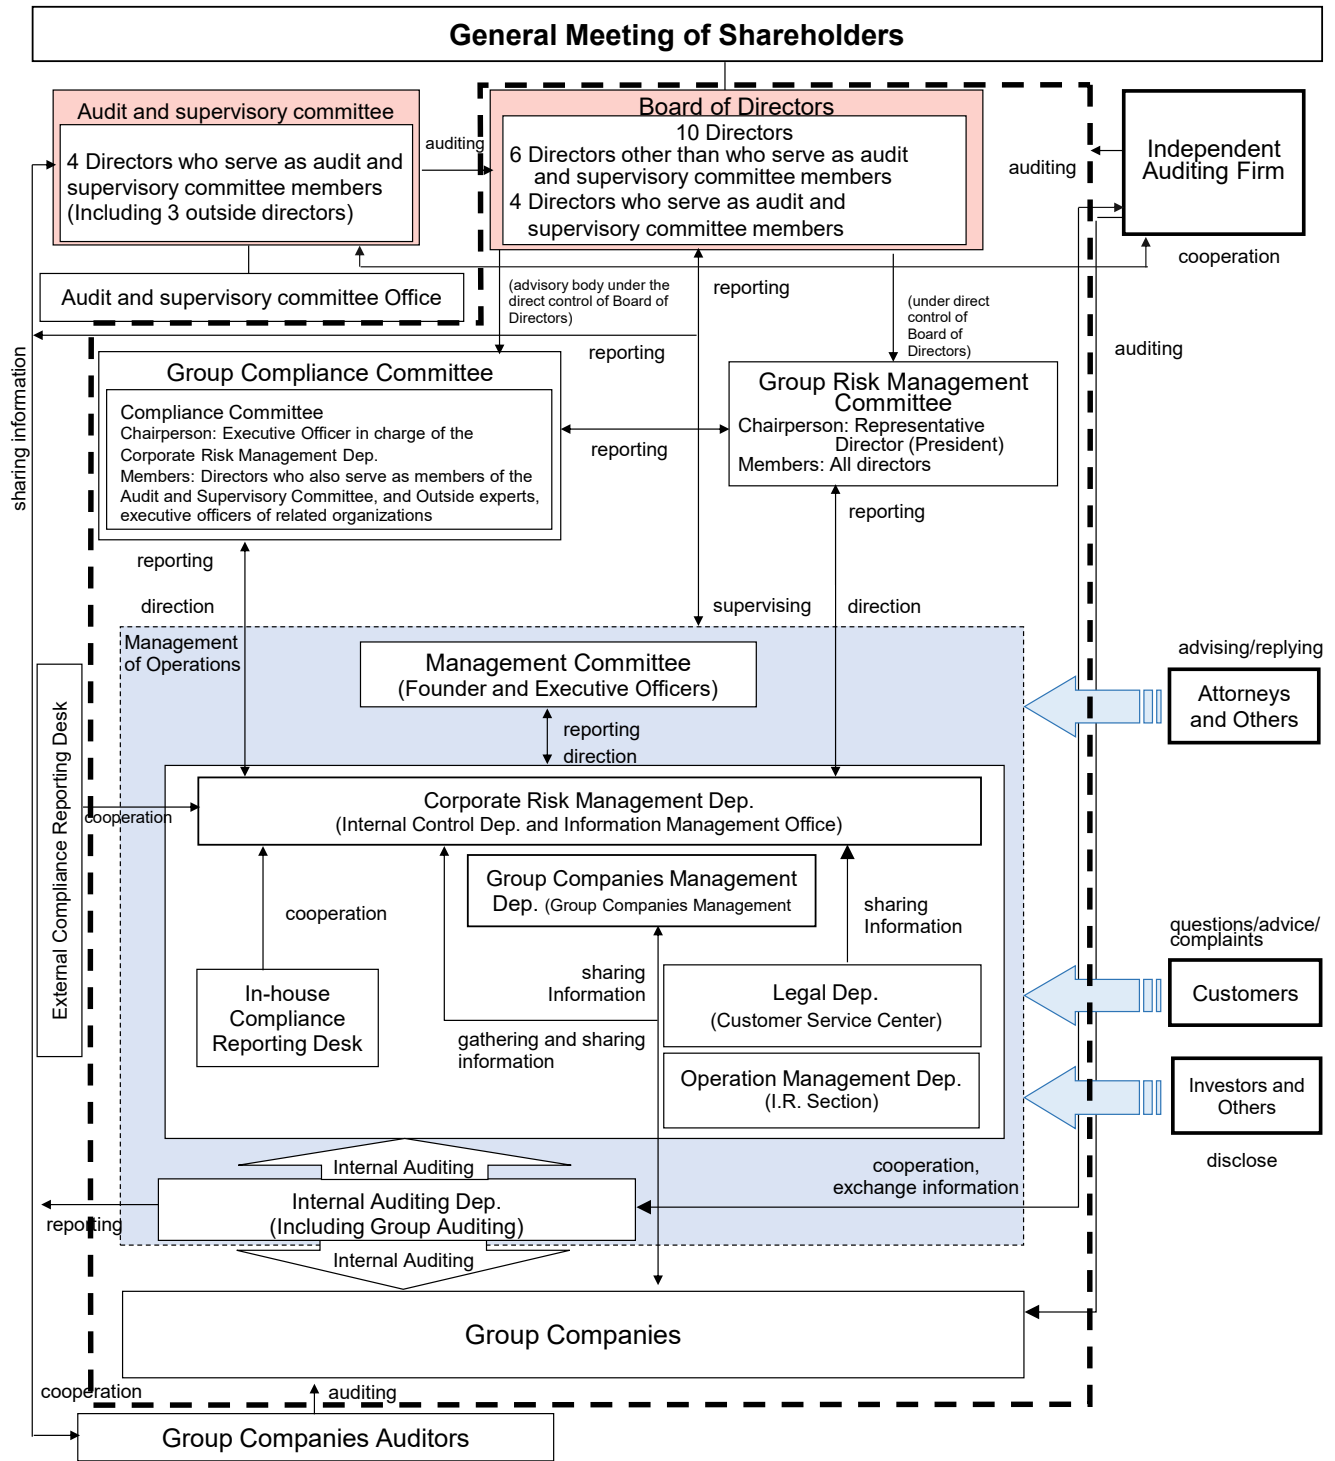 General Meeting of Shareholders
Audit and supervisory committee
4 Directors who serve as audit and
supervisory committee members
(Including 3 outside directors)
auditing
Board of Directors
10 Directors
6 Directors other than who serve as audit
and supervisory committee members
4 Directors who serve as audit and
supervisory committee members
auditing
Independent
Auditing Firm
cooperation
Audit and supervisory committee Office
(advisory body under the
direct control of Board of
Directors)
reporting
(under direct
control of
Board of
Directors)
reporting
auditing
sharing information
Group Compliance Committee
Compliance Committee
Chairperson: Executive Officer in charge of the
Corporate Risk Management Dep.
Members: Directors who also serve as members of the
Audit and Supervisory Committee, and Outside experts,
executive officers of related organizations
reporting
Group Risk Management
Committee
Chairperson: Representative
Director (President)
Members: All directors
reporting
reporting
direction
supervising
direction
Management
of Operations
Management Committee
(Founder and Executive Officers)
reporting
direction
advising/replying
Attorneys
and Others
External Compliance Reporting Desk
cooperation
Corporate Risk Management Dep.
(Internal Control Dep. and Information Management Office)
Group Companies Management
Dep. (Group Companies Management
cooperation
sharing
Information
In-house
Compliance
Reporting Desk
sharing
Information
gathering and sharing
information
Legal Dep.
(Customer Service Center)
Operation Management Dep.
(I.R. Section)
questions/advice/
complaints
Customers
Investors and
Others
disclose
Internal Auditing
cooperation,
exchange information
Internal Auditing Dep.
(Including Group Auditing)
reporting
Internal Auditing
Group Companies
cooperation
auditing
Group Companies Auditors